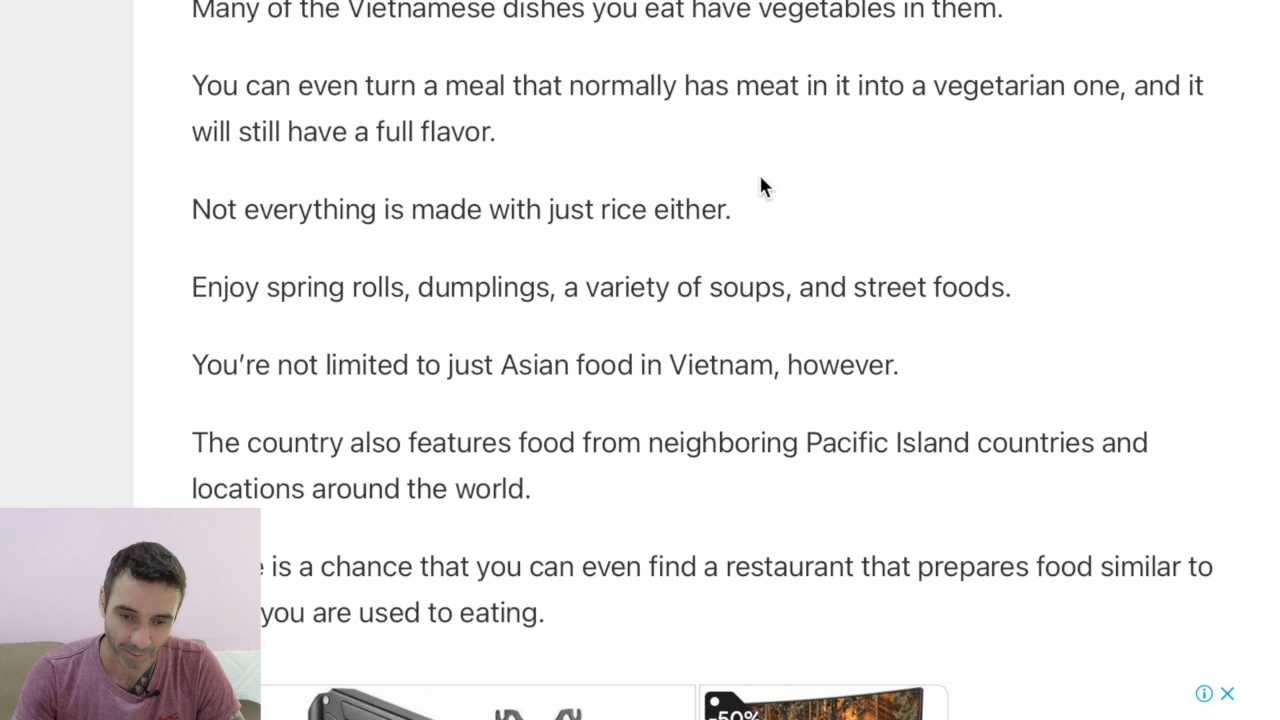 Many of the Vietnamese dishes you eat have vegetables in them.
You can even turn a meal that normally has meat in it into a vegetarian one, and it
will still have a full flavor.
Not everything is made with just rice either.
Enjoy spring rolls, dumplings, a variety of soups, and street foods.
You’re not limited to just Asian food in Vietnam, however.
The country also features food from neighboring Pacific Island countries and
locations around the world.
is a chance that you can even find a restaurant that prepares food similar to
you are used to eating.
-50%